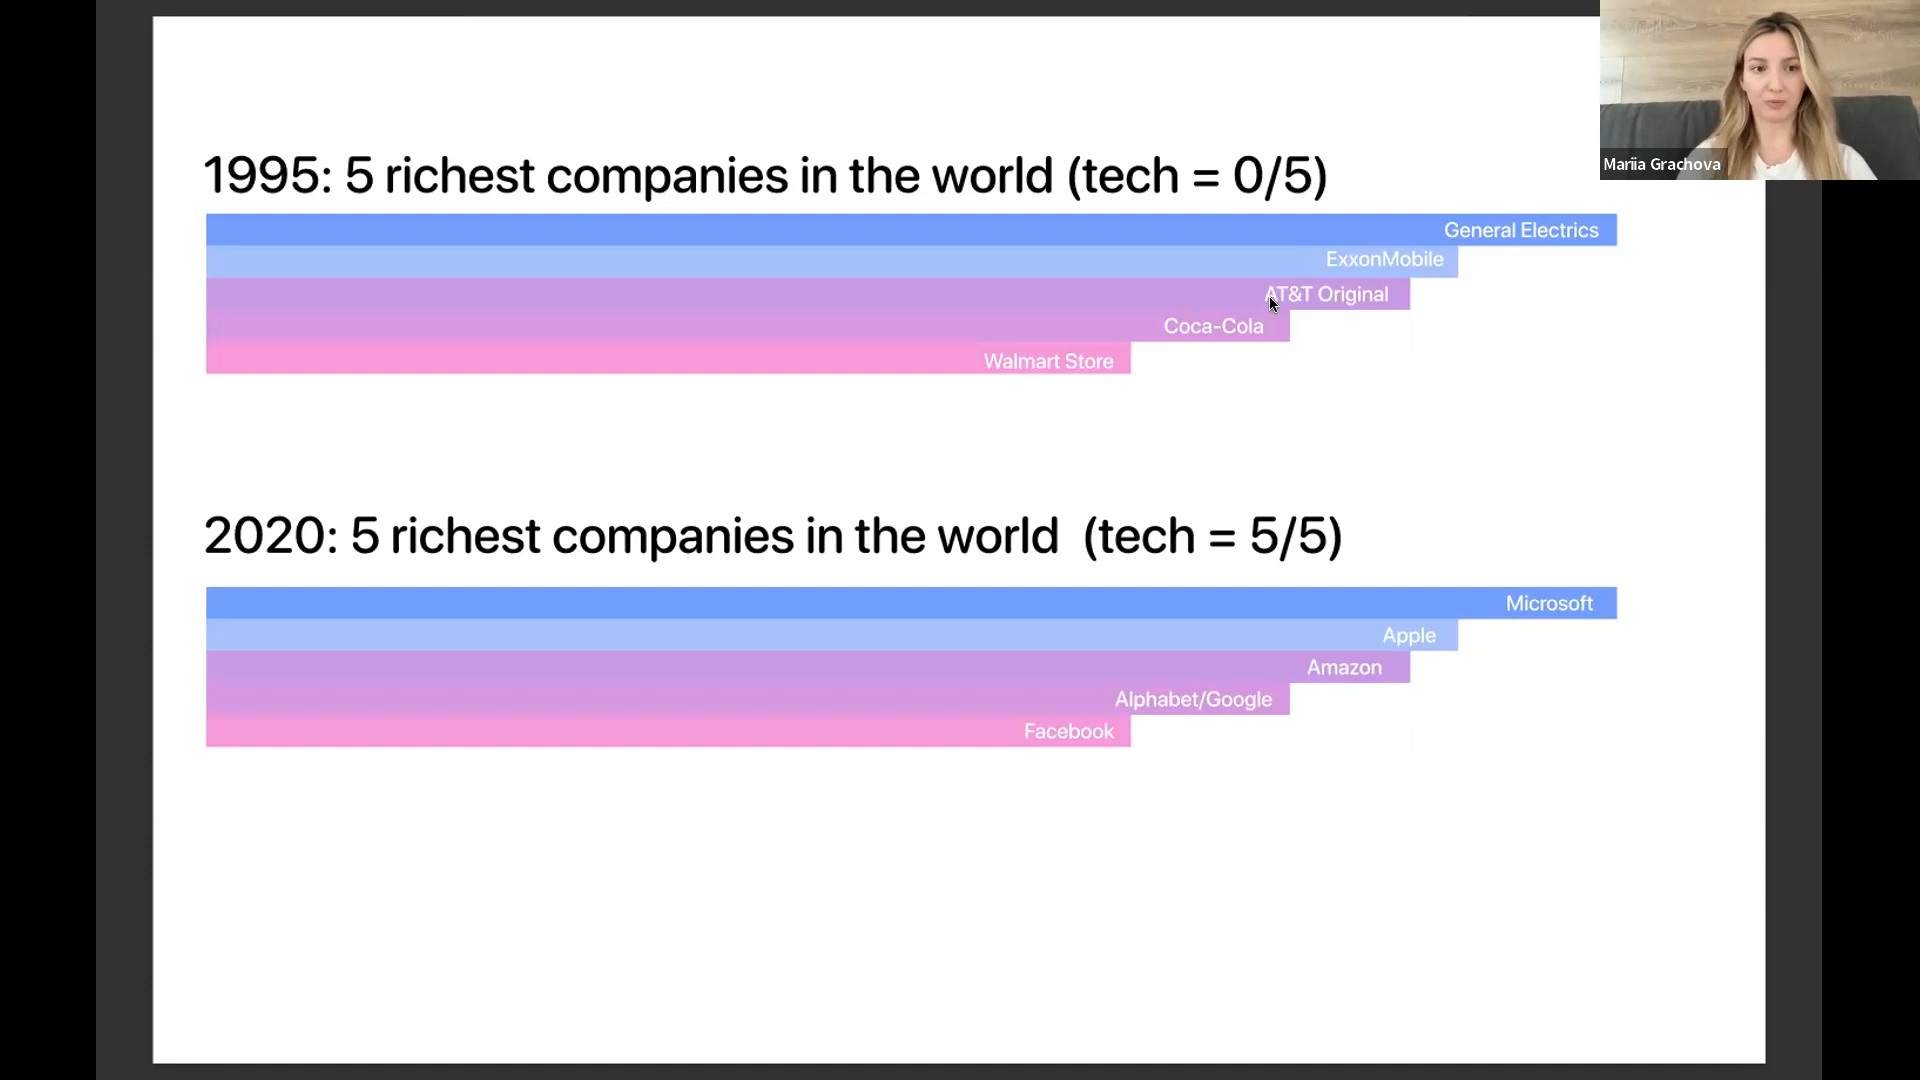 Mariia Grachova
1995: 5 richest companies in the world (tech = 0/5)
General Electrics
ExxonMobile
AT&T Original
Coca-Cola
Walmart Store
2020: 5 richest companies in the world (tech = 5/5)
Microsoft
Apple
Amazon
Alphabet/Google
Facebook